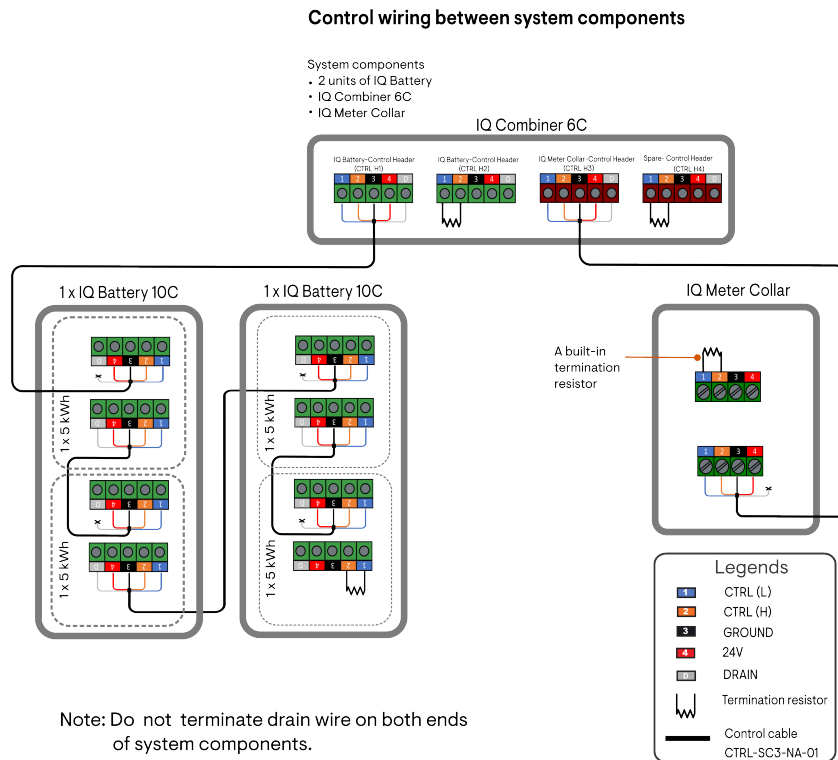 Control wiring between system components
System components
• 2 units of IQ Battery
• IQ Combiner 6C
• IQ Meter Collar
IQ Combiner 6C
IQ Battery-Control Header
(CTRL H1)
1 2 3 4 D
IQ Battery-Control Header
(CTRL H2)
1 2 3 4 D
IQ Meter Collar-Control Header
(CTRL H3)
1 2 3 4 D
Spare- Control Header
(CTRL H4)
1 2 3 4 D
1 x IQ Battery 10C
D 4 3 2 1
x
1 x 5 kWh
D 4 3 2 1
D 4 3 2 1
x
1 x 5 kWh
D 4 3 2 1
1 x IQ Battery 10C
D 4 3 2 1
x
1 x 5 kWh
D 4 3 2 1
D 4 3 2 1
x
1 x 5 kWh
D 4 3 2 1
IQ Meter Collar
A built-in
termination
resistor
1 2 3 4
1 2 3 4
x
Legends
1 CTRL (L)
2 CTRL (H)
3 GROUND
4 24V
D DRAIN
Termination resistor
Control cable
CTRL-SC3-NA-01
Note: Do not terminate drain wire on both ends
of system components.